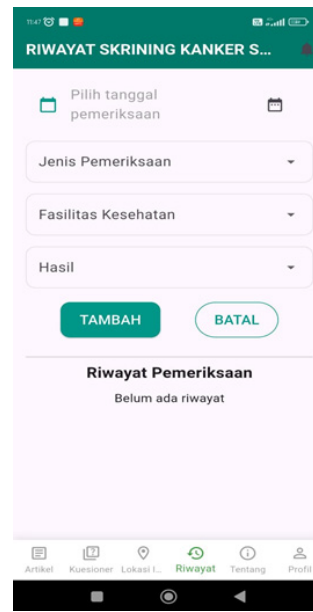 11:47
RIWAYAT SKRINING KANKER S...
Pilih tanggal
pemeriksaan
Jenis Pemeriksaan
Fasilitas Kesehatan
Hasil
TAMBAH
BATAL
Riwayat Pemeriksaan
Belum ada riwayat
Artikel
Kuesioner
Lokasi l...
Riwayat
Tentang
Profil